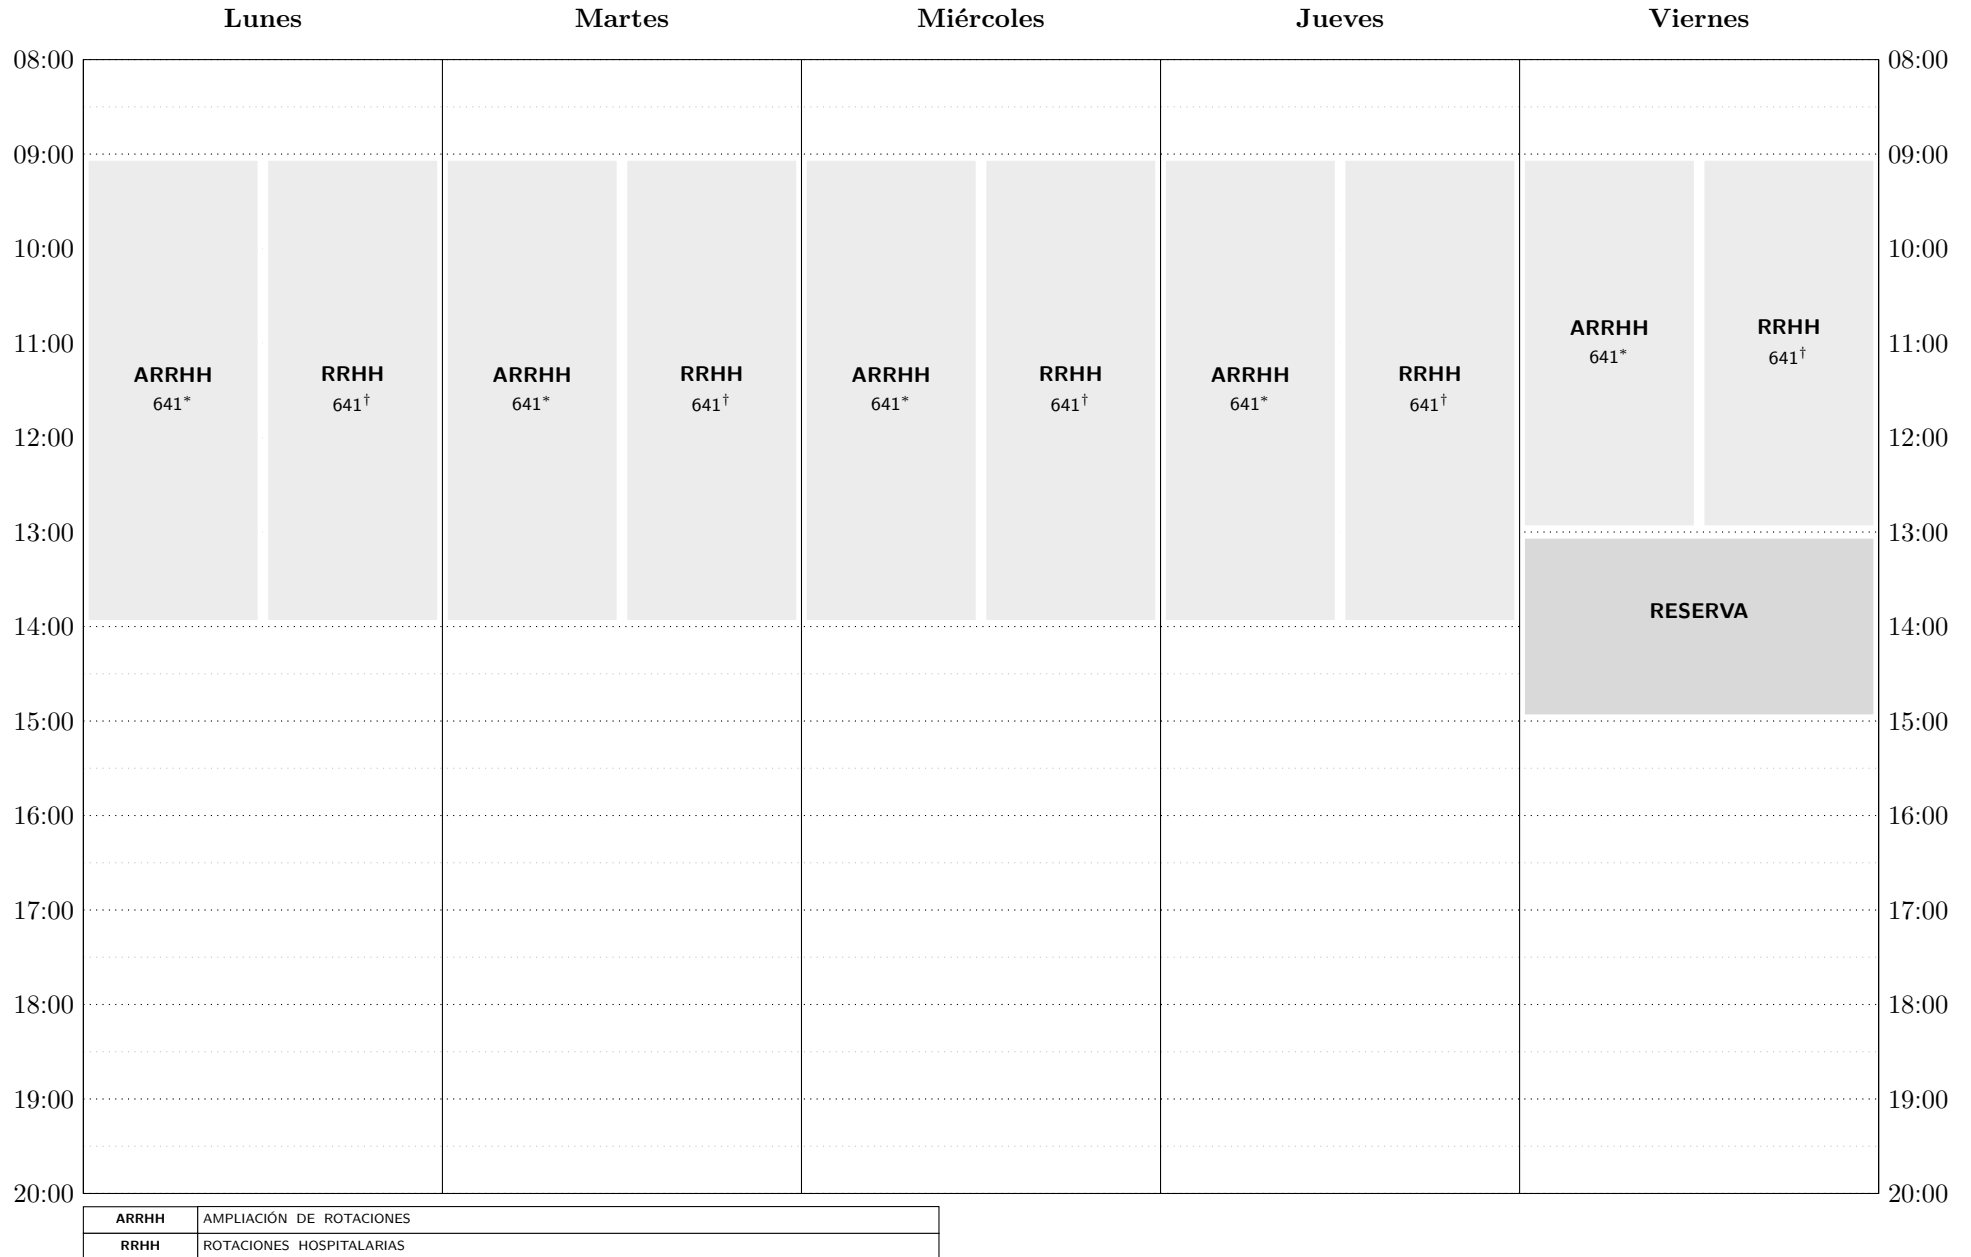 Lunes Martes Miércoles Jueves Viernes
08:00 08:00
09:00 09:00
10:00 10:00
ARRHH RRHH
641* 641†
11:00 11:00
ARRHH RRHH ARRHH RRHH ARRHH RRHH ARRHH RRHH
641* 641† 641* 641† 641* 641† 641* 641†
12:00 12:00
13:00 13:00
RESERVA
14:00 14:00
15:00 15:00
16:00 16:00
17:00 17:00
18:00 18:00
19:00 19:00
20:00 20:00
ARRHH AMPLIACIÓN DE ROTACIONES
RRHH ROTACIONES HOSPITALARIAS